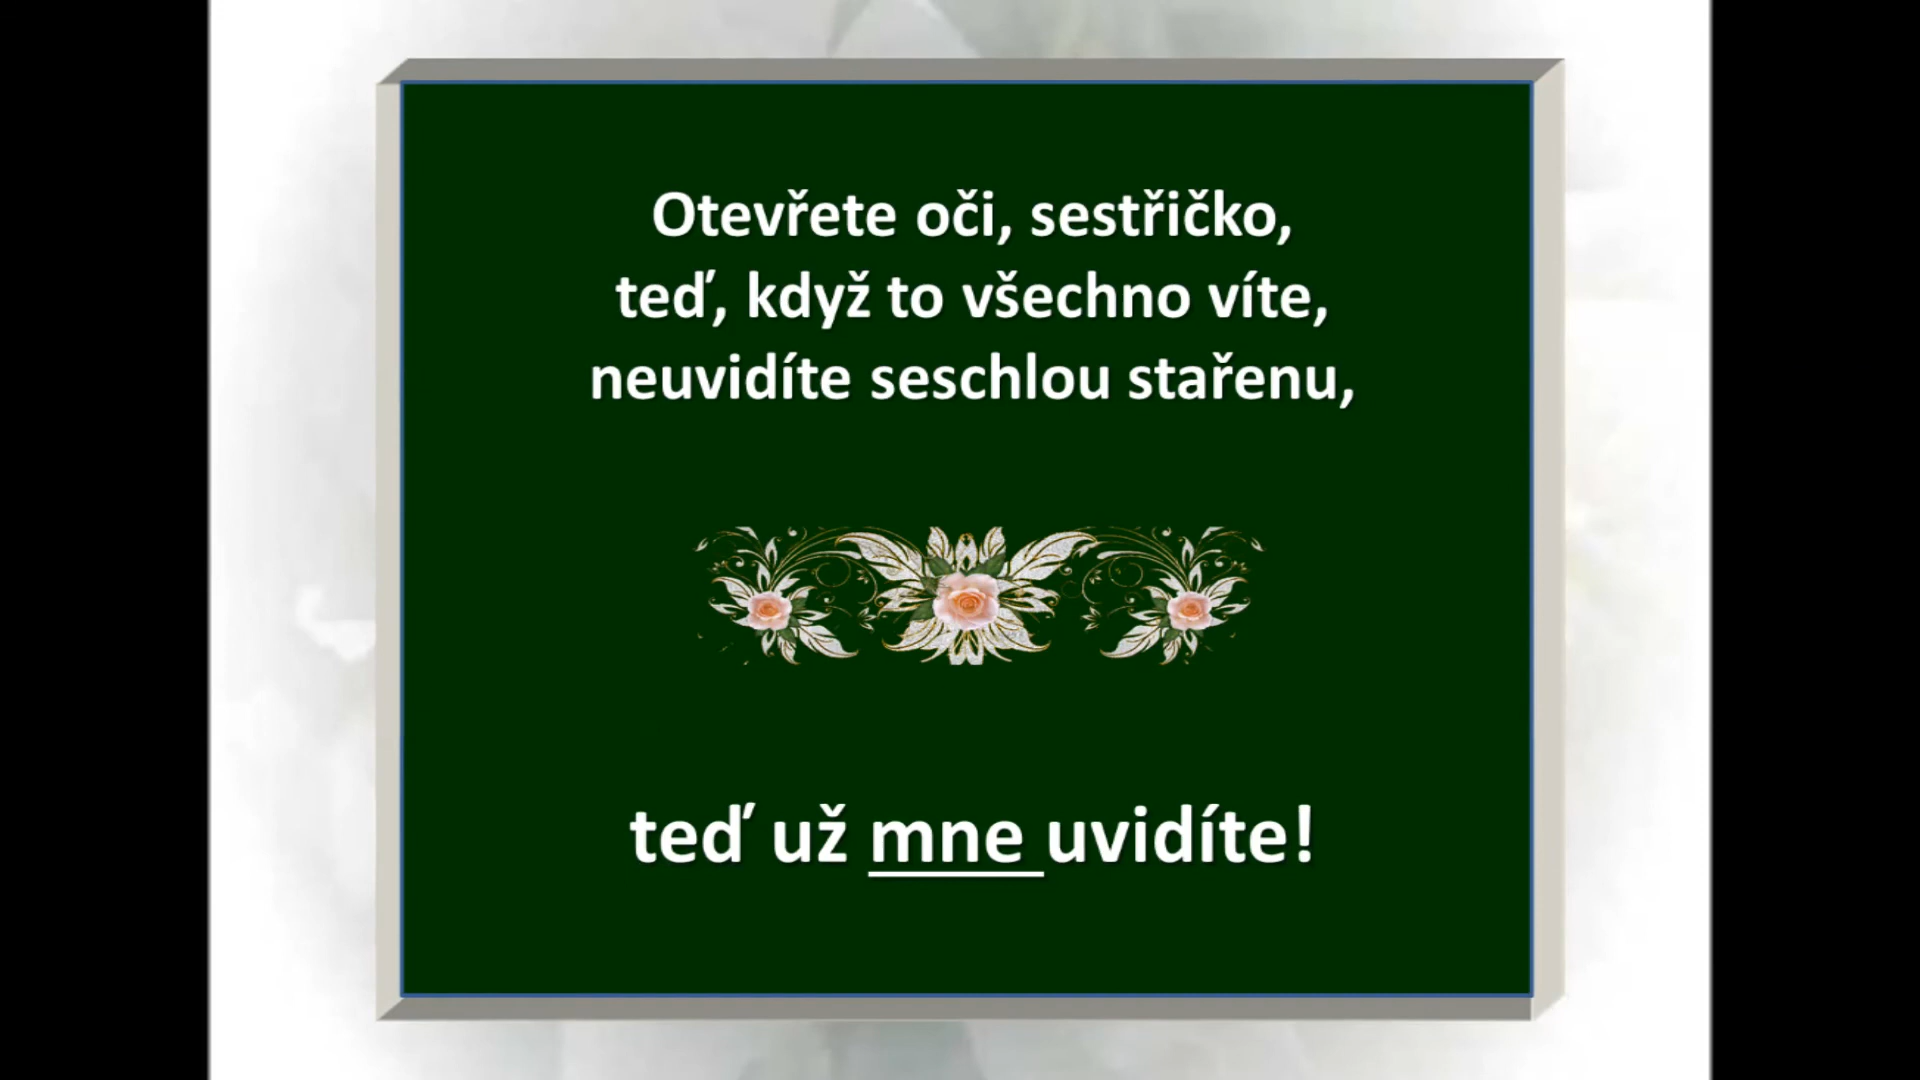 Otevřete oči, sestřičko,
teď, když to všechno víte,
neuvidíte seschlou stařenu,
teď už mne uvidíte!